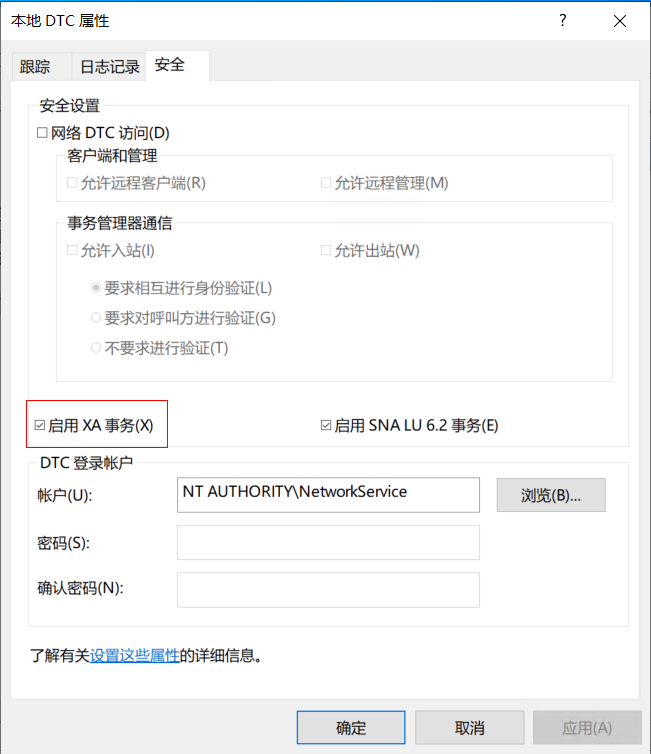 本地 DTC 属性
跟踪 日志记录 安全
安全设置
网络 DTC 访问(D)
客户端和管理
允许远程客户端(R) 允许远程管理(M)
事务管理器通信
允许入站(I) 允许出站(W)
要求相互进行身份验证(L)
要求对呼叫方进行验证(G)
不要求进行验证(T)
启用 XA 事务(X) 启用 SNA LU 6.2 事务(E)
DTC 登录帐户
帐户(U): NT AUTHORITY\NetworkService 浏览(B)...
密码(S):
确认密码(N):
了解有关设置这些属性的详细信息。
确定 取消 应用(A)